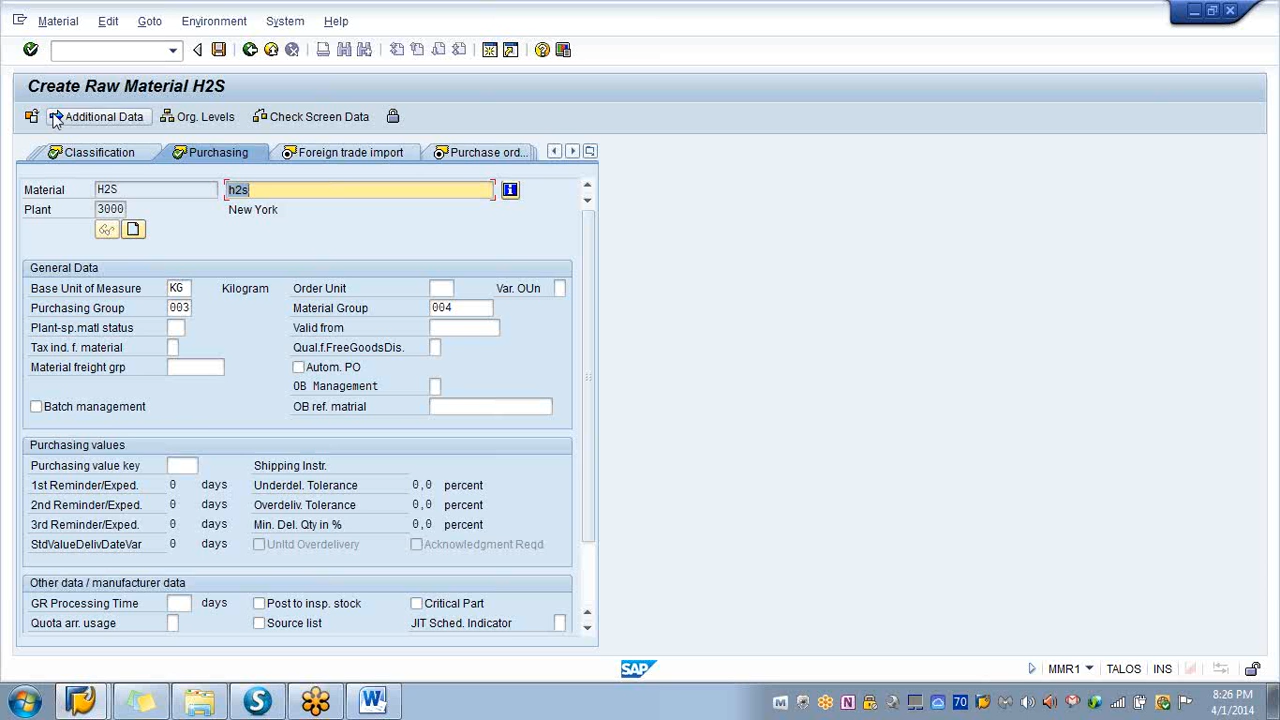 Material Edit Goto Environment System Help
Create Raw Material H2S
Additional Data Org. Levels Check Screen Data
Classification Purchasing Foreign trade import Purchase ord...
Material H2S h2s
Plant 3000 New York
General Data
Base Unit of Measure KG Kilogram Order Unit Var. OUn
Purchasing Group 003 Material Group 004
Plant-sp.matl status Valid from
Tax ind. f. material Qual.f.FreeGoodsDis.
Material freight grp Autom. PO
OB Management
Batch management OB ref. matrial
Purchasing values
Purchasing value key Shipping Instr.
1st Reminder/Exped. 0 days Underdel. Tolerance 0,0 percent
2nd Reminder/Exped. 0 days Overdeliv. Tolerance 0,0 percent
3rd Reminder/Exped. 0 days Min. Del. Qty in % 0,0 percent
StdValueDelivDateVar 0 days Unltd Overdelivery Acknowledgment Reqd
Other data / manufacturer data
GR Processing Time days Post to insp. stock Critical Part
Quota arr. usage Source list JIT Sched. Indicator
SAP MMR1 TALOS INS
S W N 70 8:26 PM
4/1/2014